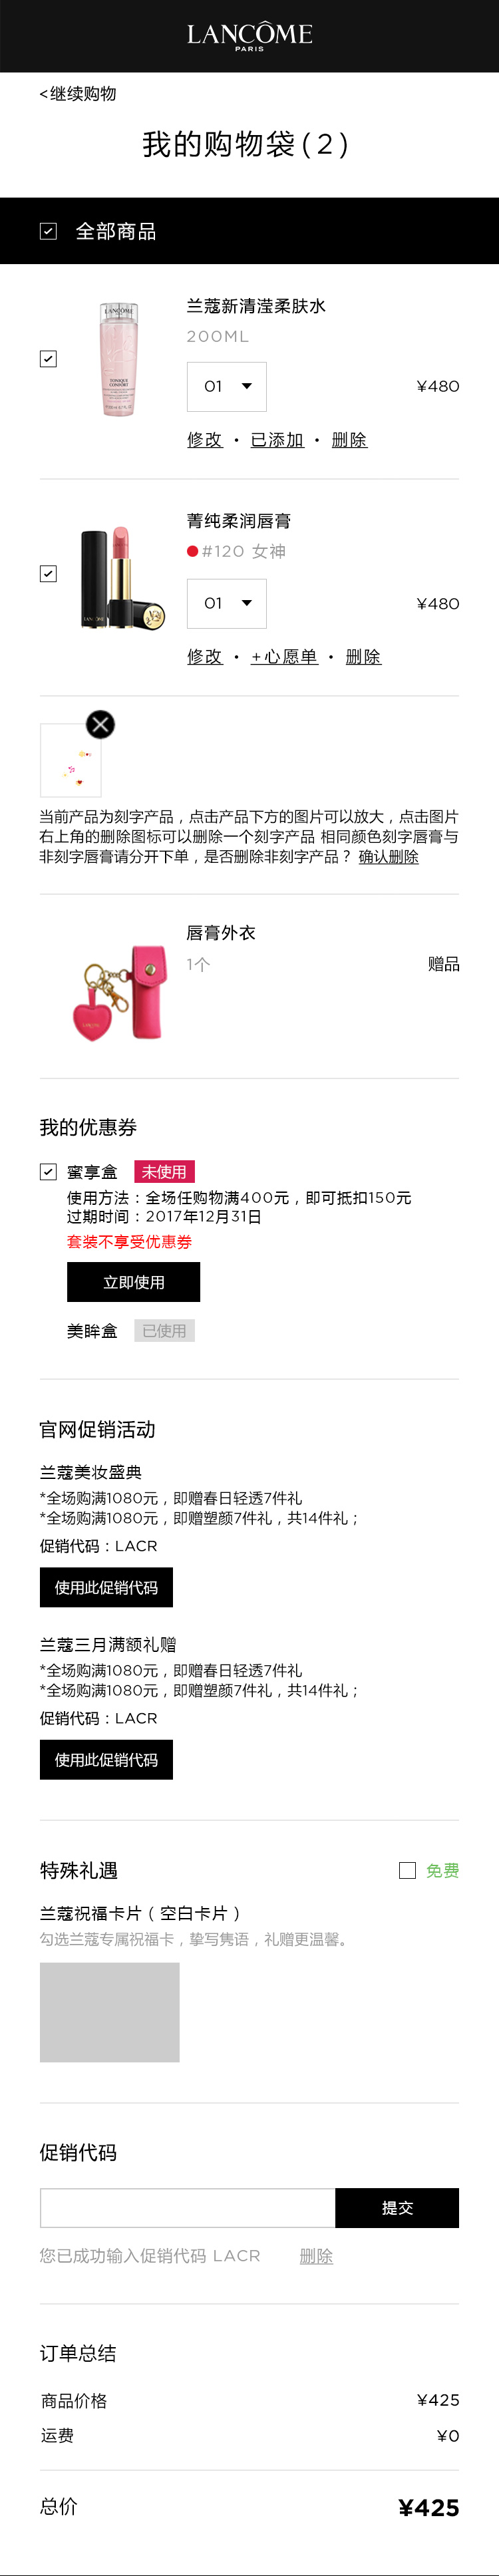 LANCÔME
PARIS
<继续购物
我的购物袋(2)
全部商品
兰蔻新清滢柔肤水
200ML
01
¥480
修改 · 已添加 · 删除
菁纯柔润唇膏
#120 女神
01
¥480
修改 · +心愿单 · 删除
当前产品为刻字产品，点击产品下方的图片可以放大，点击图片
右上角的删除图标可以删除一个刻字产品 相同颜色刻字唇膏与
非刻字唇膏请分开下单，是否删除非刻字产品？ 确认删除
唇膏外衣
1个
赠品
我的优惠券
蜜享盒 未使用
使用方法：全场任购物满400元，即可抵扣150元
过期时间：2017年12月31日
套装不享受优惠券
立即使用
美眸盒 已使用
官网促销活动
兰蔻美妆盛典
*全场购满1080元，即赠春日轻透7件礼
*全场购满1080元，即赠塑颜7件礼，共14件礼；
促销代码：LACR
使用此促销代码
兰蔻三月满额礼赠
*全场购满1080元，即赠春日轻透7件礼
*全场购满1080元，即赠塑颜7件礼，共14件礼；
促销代码：LACR
使用此促销代码
特殊礼遇
免费
兰蔻祝福卡片（空白卡片）
勾选兰蔻专属祝福卡，挚写隽语，礼赠更温馨。
促销代码
提交
您已成功输入促销代码 LACR 删除
订单总结
商品价格 ¥425
运费 ¥0
总价 ¥425